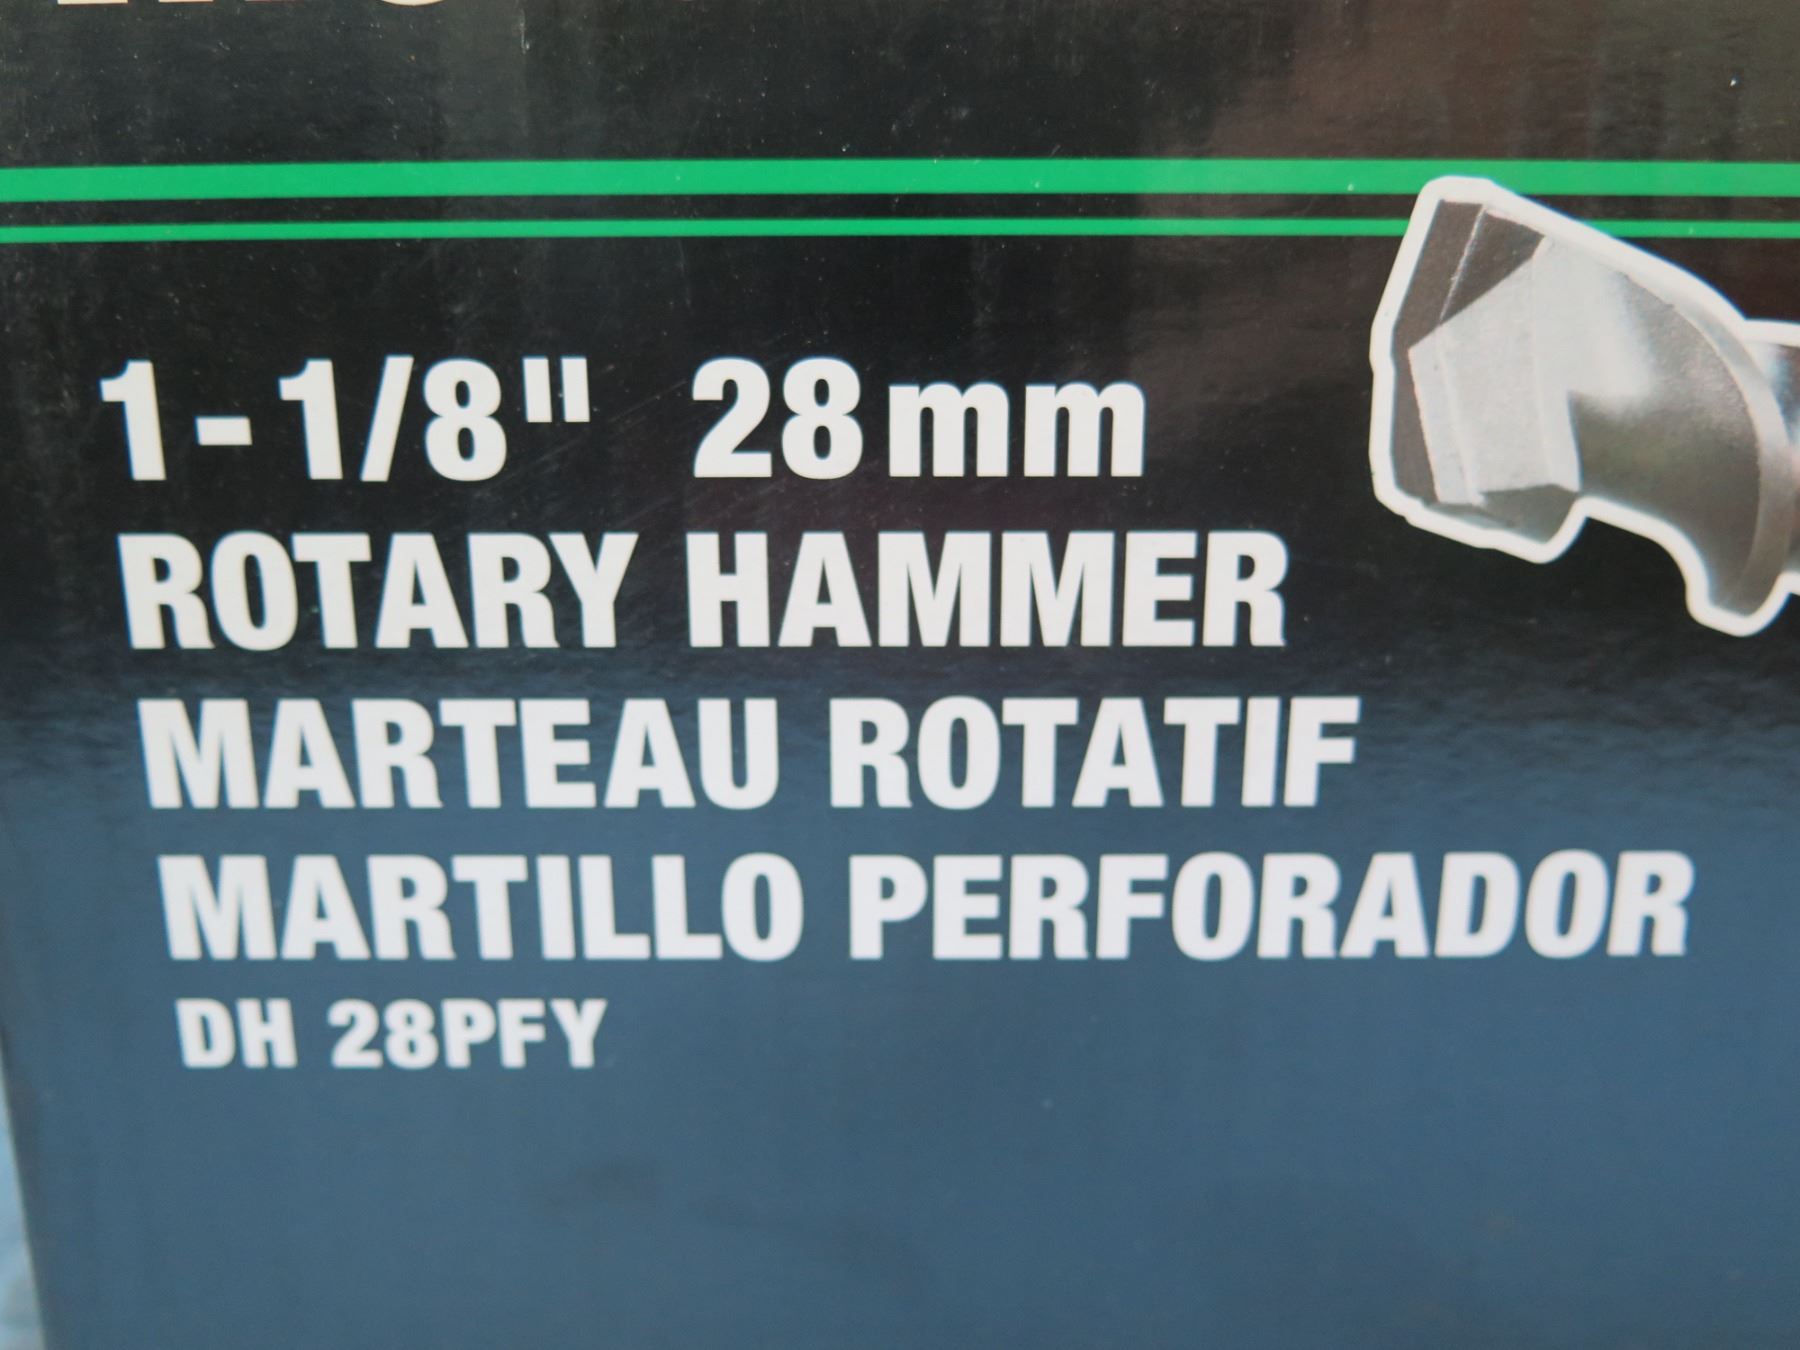 1-1/8" 28mm
ROTARY HAMMER
MARTEAU ROTATIF
MARTILLO PERFORADOR
DH 28PFY